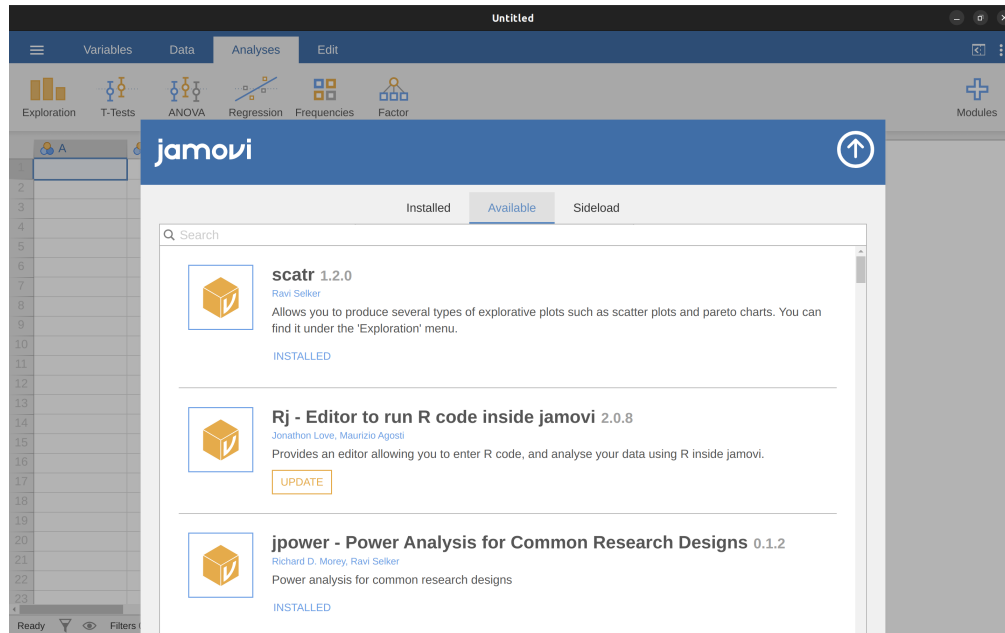 Untitled
Variables Data Analyses Edit
Exploration T-Tests ANOVA Regression Frequencies Factor Modules
A
jamovi
Installed Available Sideload
Search
scatr 1.2.0
Ravi Selker
Allows you to produce several types of explorative plots such as scatter plots and pareto charts. You can
find it under the 'Exploration' menu.
INSTALLED
Rj - Editor to run R code inside jamovi 2.0.8
Jonathon Love, Maurizio Agosti
Provides an editor allowing you to enter R code, and analyse your data using R inside jamovi.
UPDATE
jpower - Power Analysis for Common Research Designs 0.1.2
Richard D. Morey, Ravi Selker
Power analysis for common research designs
INSTALLED
1
2
3
4
5
6
7
8
9
10
11
12
13
14
15
16
17
18
19
20
21
22
23
Ready Filters